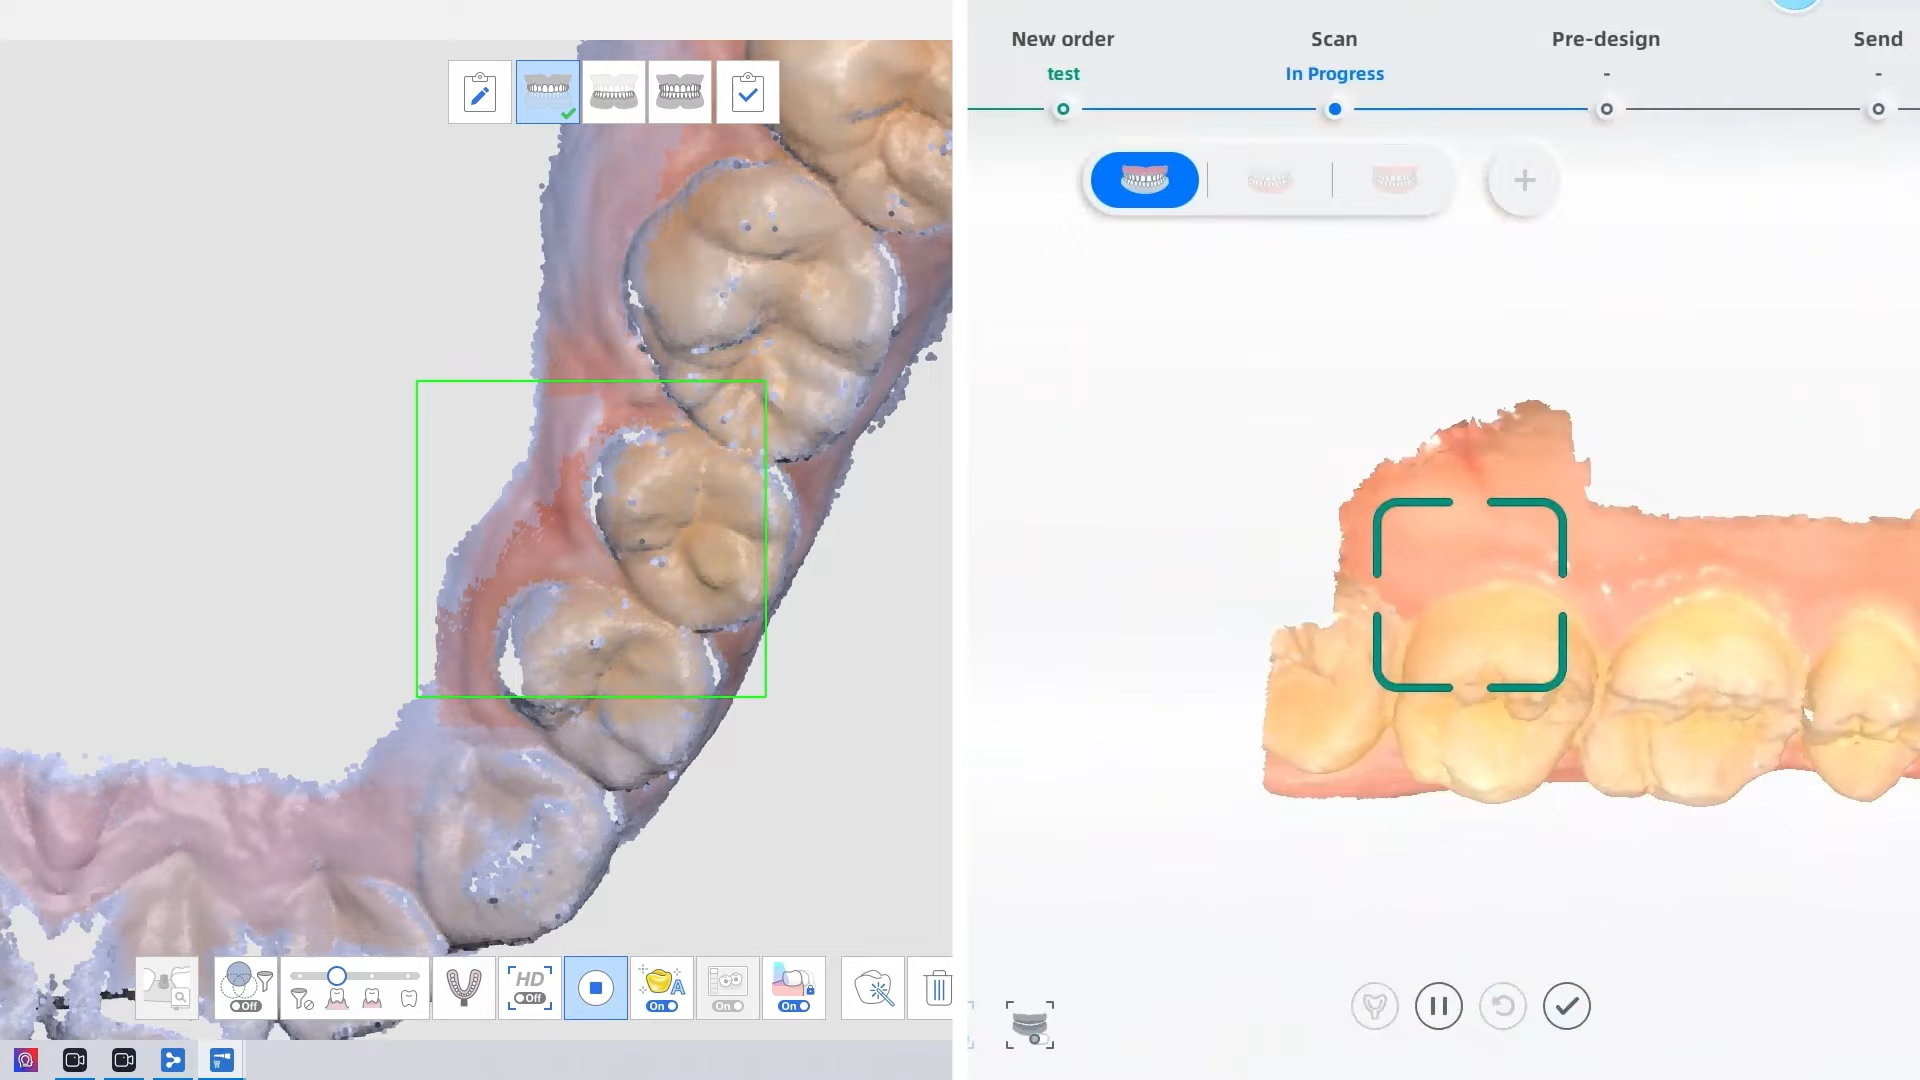 New order
Scan
Pre-design
Send
test
In Progress
-
-
HD
Off
Off
A
On
On
On